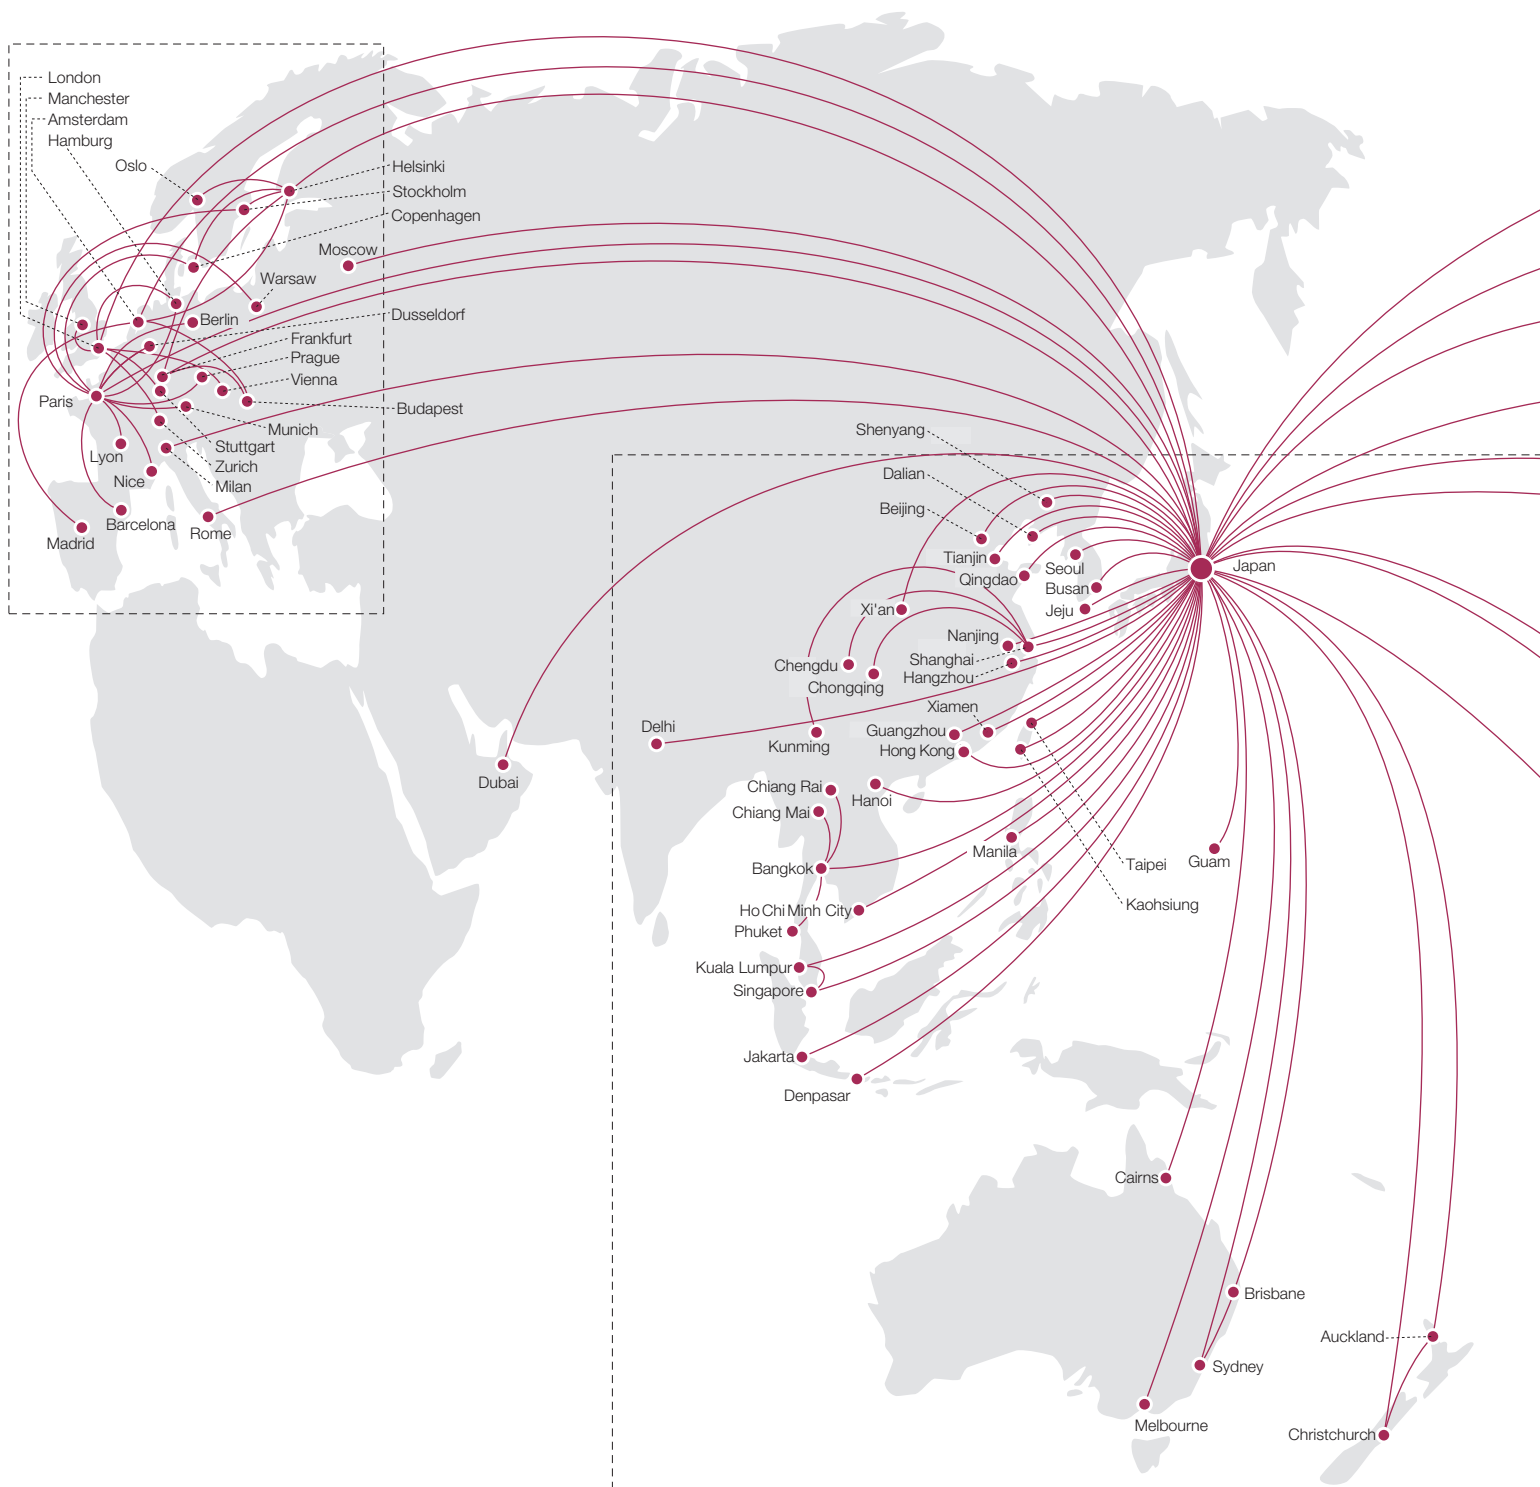 London
Manchester
Amsterdam
Hamburg
Oslo
Helsinki
Stockholm
Copenhagen
Moscow
Warsaw
Berlin
Dusseldorf
Frankfurt
Prague
Vienna
Paris
Budapest
Munich
Lyon
Stuttgart
Zurich
Nice
Milan
Barcelona
Rome
Madrid
Shenyang
Dalian
Beijing
Tianjin
Seoul
Japan
Qingdao
Busan
Xi'an
Jeju
Nanjing
Shanghai
Chengdu
Hangzhou
Chongqing
Xiamen
Delhi
Guangzhou
Kunming
Hong Kong
Dubai
Chiang Rai
Hanoi
Chiang Mai
Manila
Guam
Taipei
Bangkok
Kaohsiung
Ho Chi Minh City
Phuket
Kuala Lumpur
Singapore
Jakarta
Denpasar
Cairns
Brisbane
Auckland
Sydney
Melbourne
Christchurch